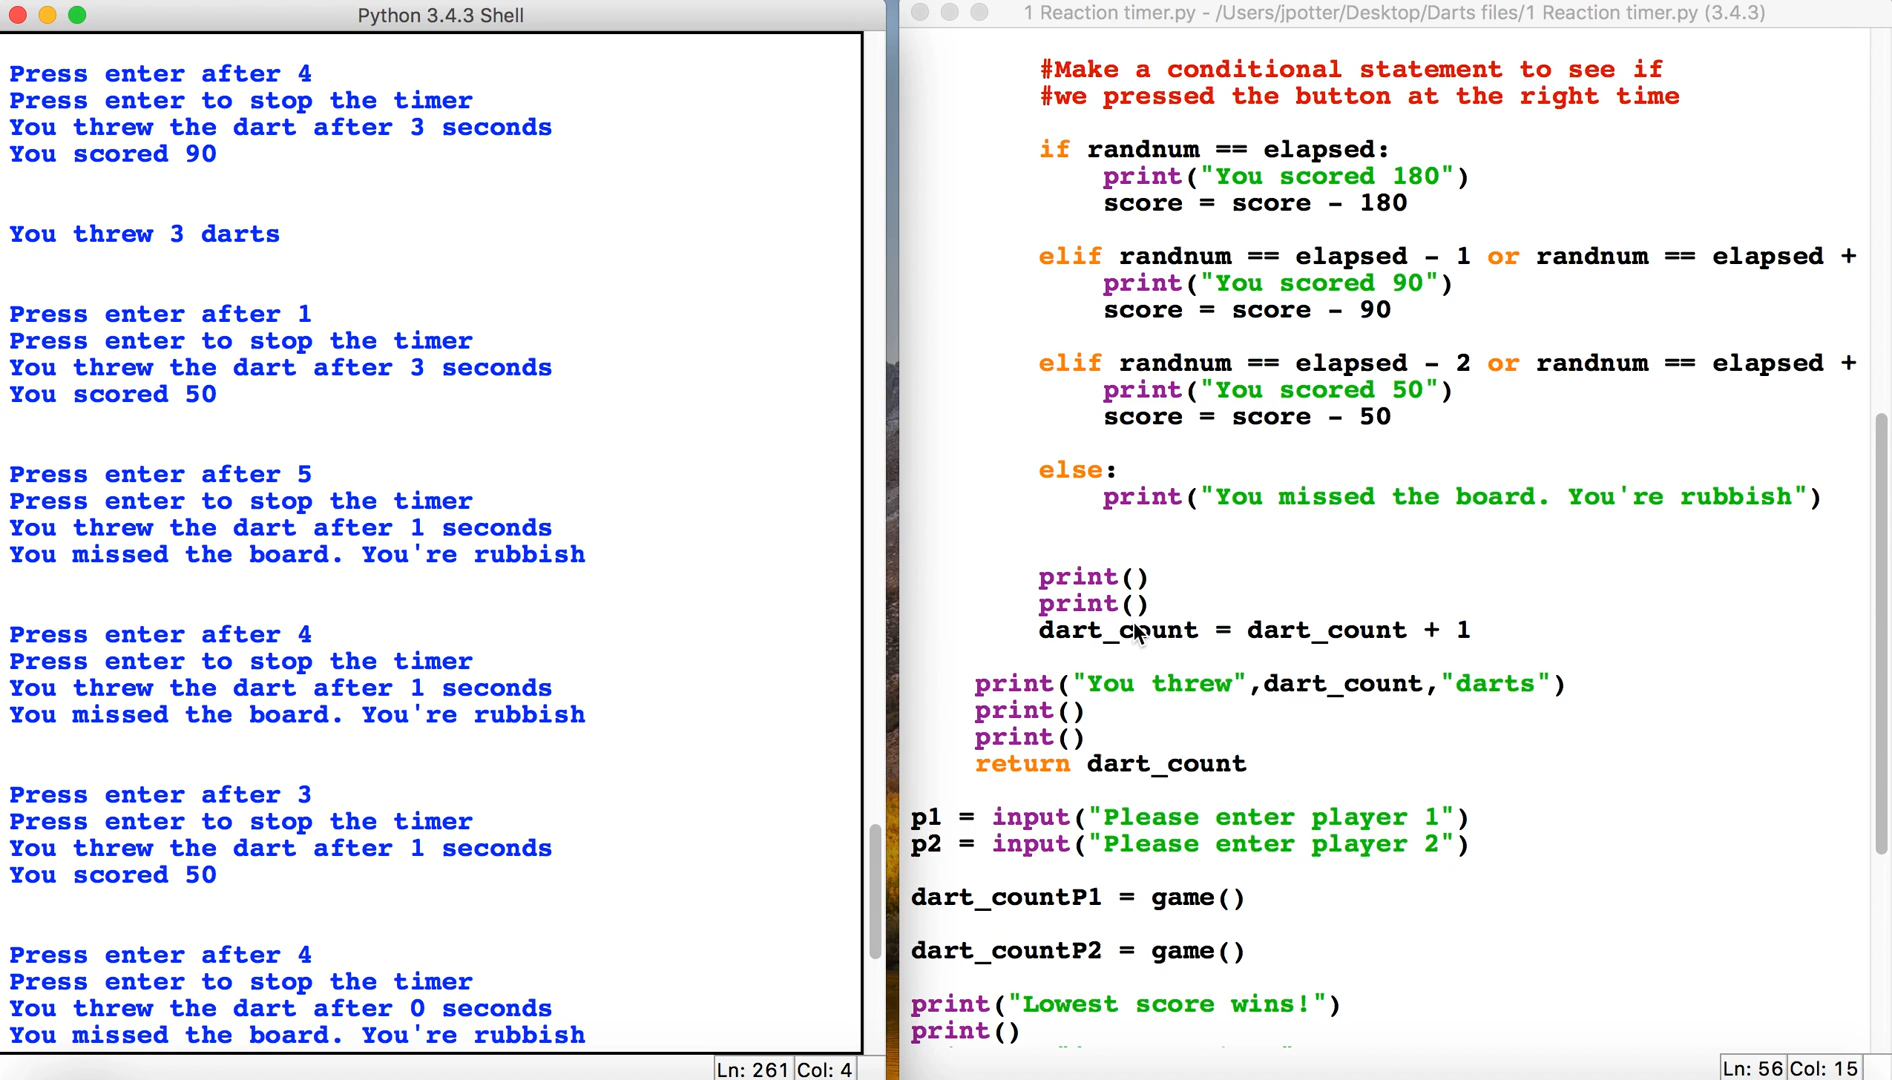 Python 3.4.3 Shell
Press enter after 4
Press enter to stop the timer
You threw the dart after 3 seconds
You scored 90
You threw 3 darts
Press enter after 1
Press enter to stop the timer
You threw the dart after 3 seconds
You scored 50
Press enter after 5
Press enter to stop the timer
You threw the dart after 1 seconds
You missed the board. You're rubbish
Press enter after 4
Press enter to stop the timer
You threw the dart after 1 seconds
You missed the board. You're rubbish
Press enter after 3
Press enter to stop the timer
You threw the dart after 1 seconds
You scored 50
Press enter after 4
Press enter to stop the timer
You threw the dart after 0 seconds
You missed the board. You're rubbish
Ln: 261 Col: 4
1 Reaction timer.py - /Users/jpotter/Desktop/Darts files/1 Reaction timer.py (3.4.3)
#Make a conditional statement to see if
#we pressed the button at the right time
if randnum == elapsed:
print("You scored 180")
score = score - 180
elif randnum == elapsed - 1 or randnum == elapsed +
print("You scored 90")
score = score - 90
elif randnum == elapsed - 2 or randnum == elapsed +
print("You scored 50")
score = score - 50
else:
print("You missed the board. You're rubbish")
print()
print()
dart_count = dart_count + 1
print("You threw",dart_count,"darts")
print()
print()
return dart_count
p1 = input("Please enter player 1")
p2 = input("Please enter player 2")
dart_countP1 = game()
dart_countP2 = game()
print("Lowest score wins!")
print()
Ln: 56 Col: 15